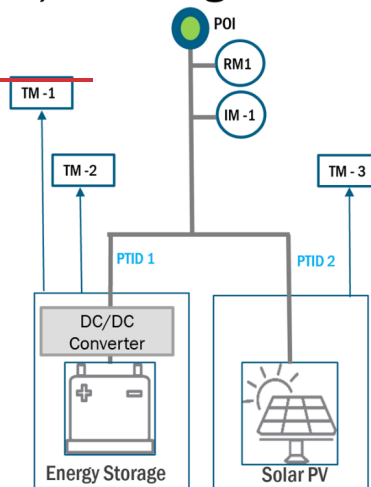 POI
RM1
TM -1
IM -1
TM -2
TM - 3
PTID 1
PTID 2
DC/DC
Converter
Energy Storage
Solar PV